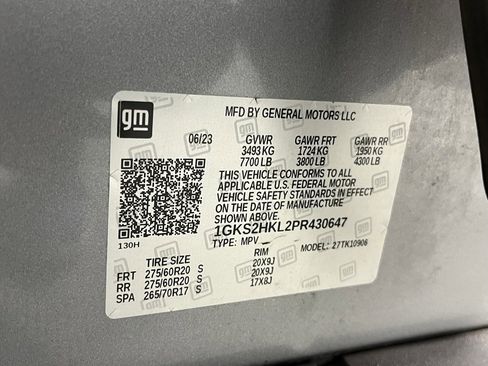 gm
MFD BY GENERAL MOTORS LLC
06/23 GVWR GAWR FRT GAWR RR
3493 KG 1724 KG 1950 KG
7700 LB 3800 LB 4300 LB
THIS VEHICLE CONFORMS TO ALL
APPLICABLE U.S. FEDERAL MOTOR
VEHICLE SAFETY STANDARDS IN EFFECT
ON THE DATE OF MANUFACTURE
SHOWN ABOVE.
1GKS2HKL2PR430647
130H TYPE: MPV MODEL: 27TK10906
TIRE SIZE RIM
FRT 275/60R20 S 20X9J
RR 275/60R20 S 20X9J
SPA 265/70R17 S 17X8J